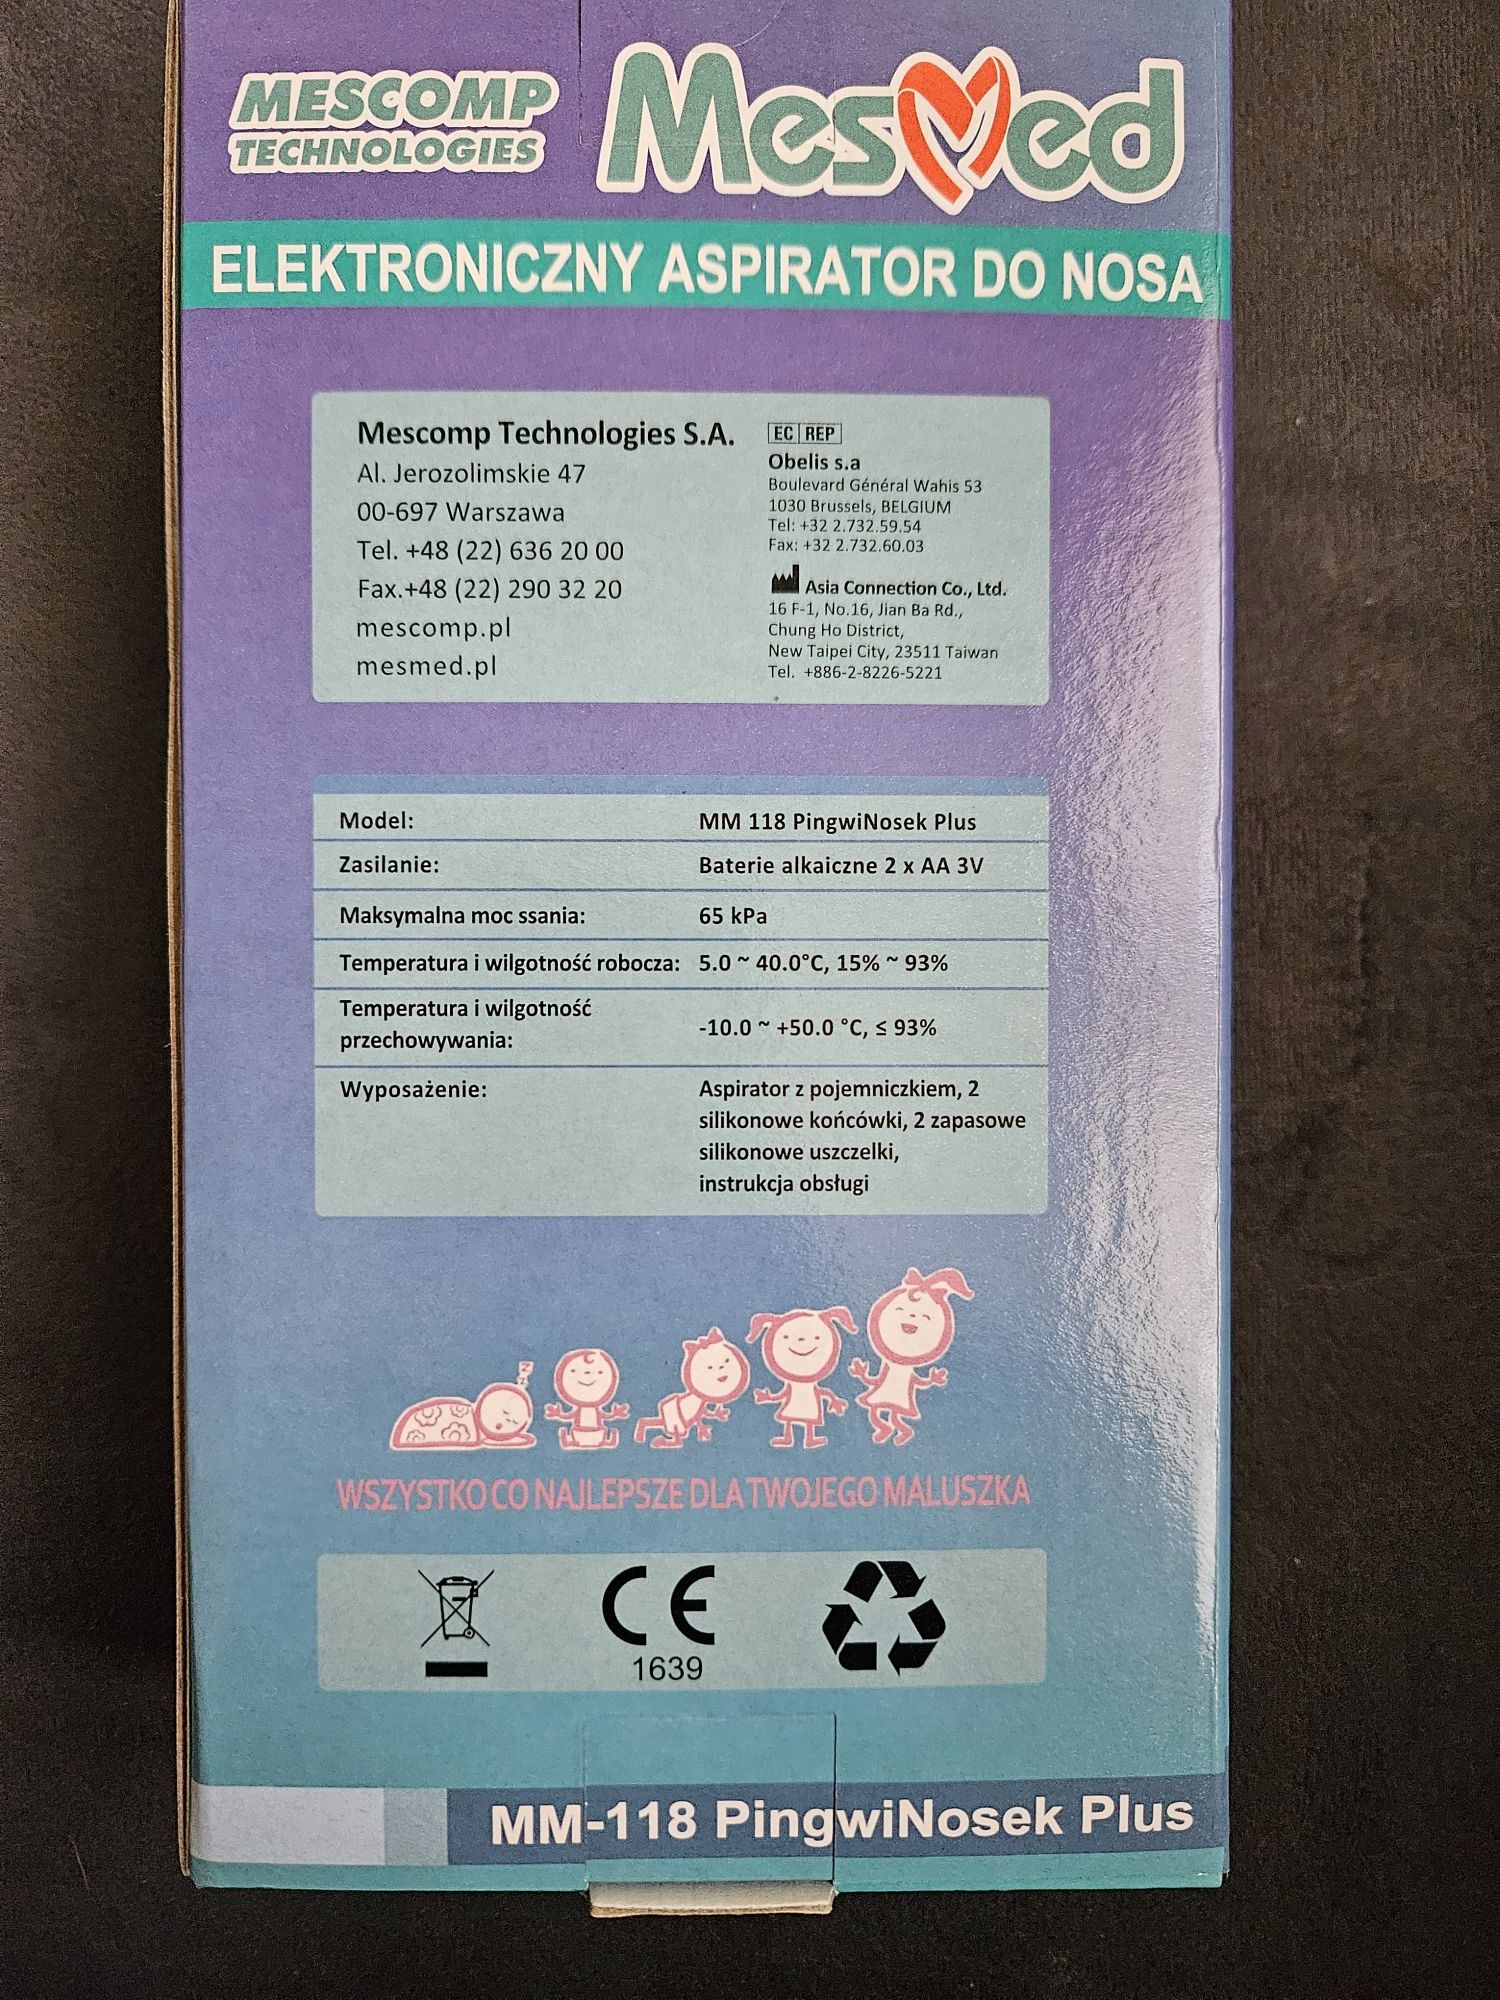 MESCOMP
TECHNOLOGIES
MesMed
ELEKTRONICZNY ASPIRATOR DO NOSA
Mescomp Technologies S.A.
Al. Jerozolimskie 47
00-697 Warszawa
Tel. +48 (22) 636 20 00
Fax.+48 (22) 290 32 20
mescomp.pl
mesmed.pl
EC REP
Obelis s.a
Boulevard Général Wahis 53
1030 Brussels, BELGIUM
Tel: +32 2.732.59.54
Fax: +32 2.732.60.03
Asia Connection Co., Ltd.
16 F-1, No.16, Jian Ba Rd.,
Chung Ho District,
New Taipei City, 23511 Taiwan
Tel. +886-2-8226-5221
Model: MM 118 PingwiNosek Plus
Zasilanie: Baterie alkaiczne 2 x AA 3V
Maksymalna moc ssania: 65 kPa
Temperatura i wilgotność robocza: 5.0 ~ 40.0°C, 15% ~ 93%
Temperatura i wilgotność
przechowywania: -10.0 ~ +50.0 °C, ≤ 93%
Wyposażenie: Aspirator z pojemniczkiem, 2
silikonowe końcówki, 2 zapasowe
silikonowe uszczelki,
instrukcja obsługi
z z
WSZYSTKO CO NAJLEPSZE DLA TWOJEGO MALUSZKA
CE
1639
MM-118 PingwiNosek Plus